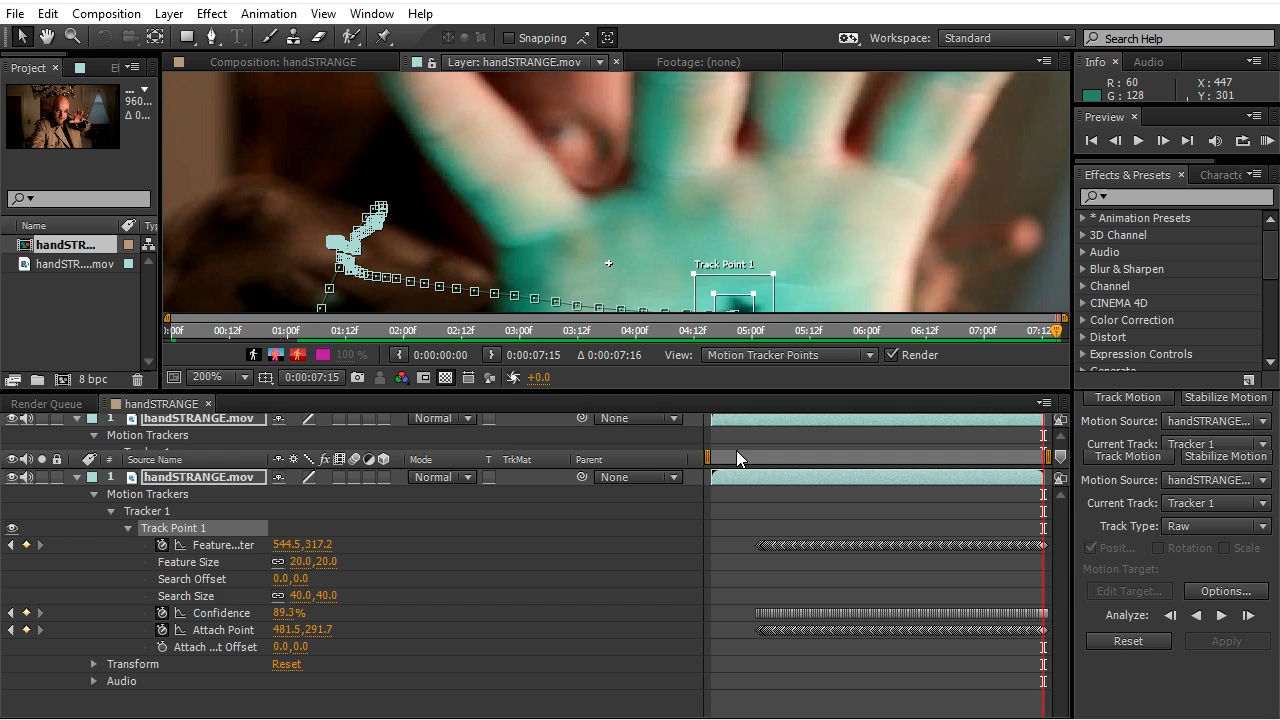 File Edit Composition Layer Effect Animation View Window Help
Snapping Workspace: Standard Search Help
Project × El
Composition: handSTRANGE Layer: handSTRANGE.mov × Footage: (none)
Info × Audio
R: 60 X: 447
G: 128 Y: 301
...
960...
Δ 0...
Preview ×
Effects & Presets × Characte
Name Ty
handSTR...
handSTR....mov
8 bpc
* Animation Presets
3D Channel
Audio
Blur & Sharpen
Channel
CINEMA 4D
Color Correction
Distort
Expression Controls
Generate
Track Point 1
:00f 00:12f 01:00f 01:12f 02:00f 02:12f 03:00f 03:12f 04:00f 04:12f 05:00f 05:12f 06:00f 06:12f 07:00f 07:12f
100 % 0:00:00:00 0:00:07:15 Δ 0:00:07:16 View: Motion Tracker Points Render
200% 0:00:07:15 +0.0
Render Queue handSTRANGE ×
1 handSTRANGE.mov Normal None
Motion Trackers
# Source Name fx Mode T TrkMat Parent
1 handSTRANGE.mov Normal None
Motion Trackers
Tracker 1
Track Point 1
Feature...ter 544.5,317.2
Feature Size 20.0,20.0
Search Offset 0.0,0.0
Search Size 40.0,40.0
Confidence 89.3%
Attach Point 481.5,291.7
Attach ...t Offset 0.0,0.0
Transform Reset
Audio
Track Motion Stabilize Motion
Motion Source: handSTRANGE...
Current Track: Tracker 1
Track Motion Stabilize Motion
Motion Source: handSTRANGE...
Current Track: Tracker 1
Track Type: Raw
Posit... Rotation Scale
Motion Target:
Edit Target... Options...
Analyze:
Reset Apply